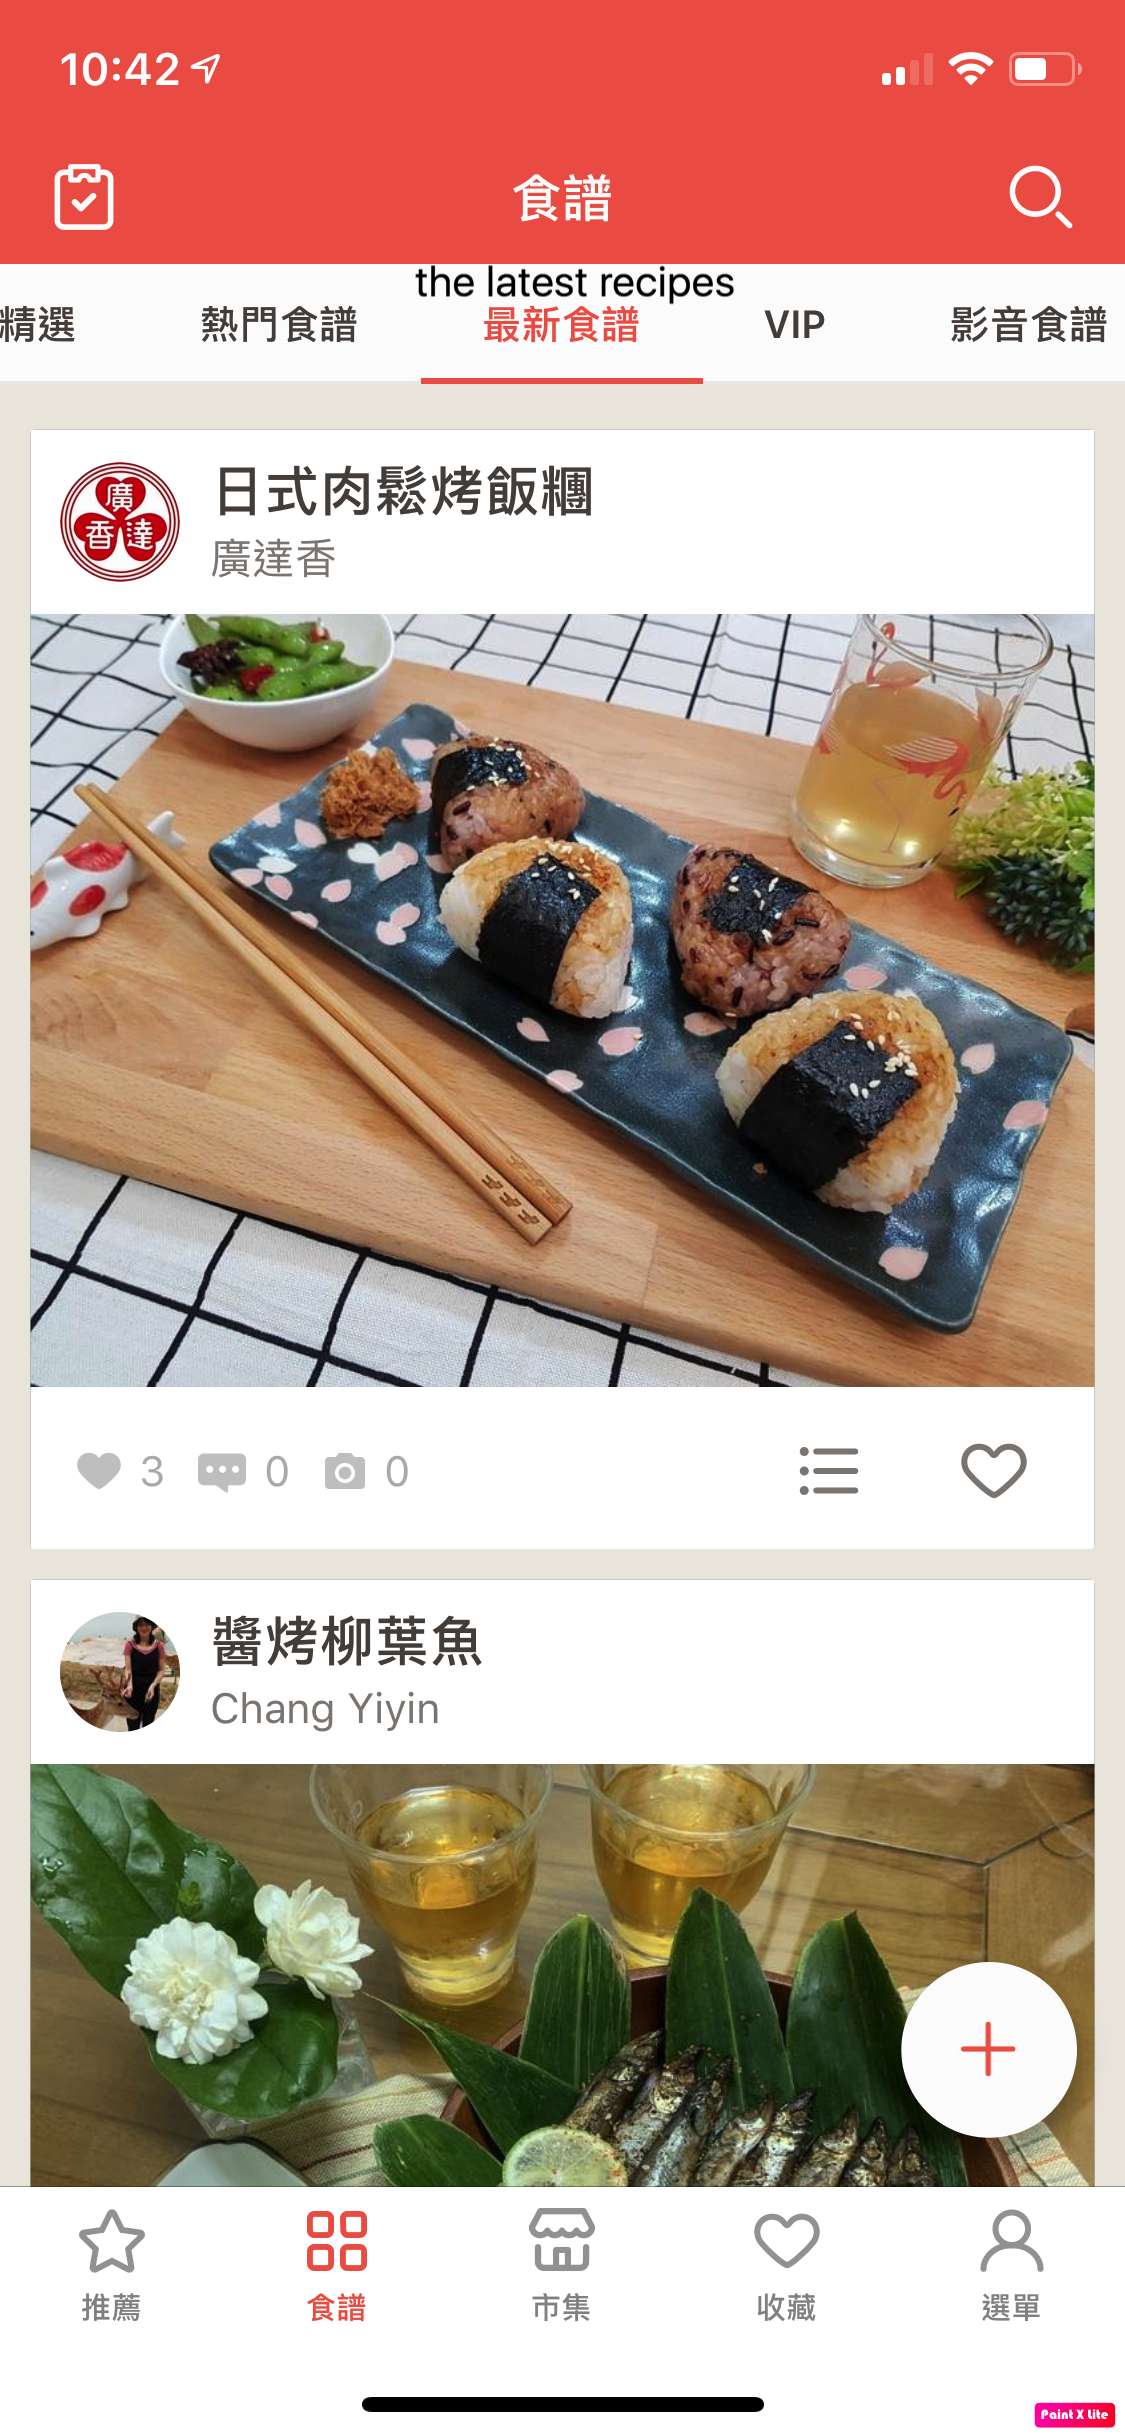 10:42
食譜
the latest recipes
精選 熱門食譜 最新食譜 VIP 影音食譜
日式肉鬆烤飯糰
廣達香
廣
香達
3 0 0
醬烤柳葉魚
Chang Yiyin
推薦 食譜 市集 收藏 選單
Paint X Lite